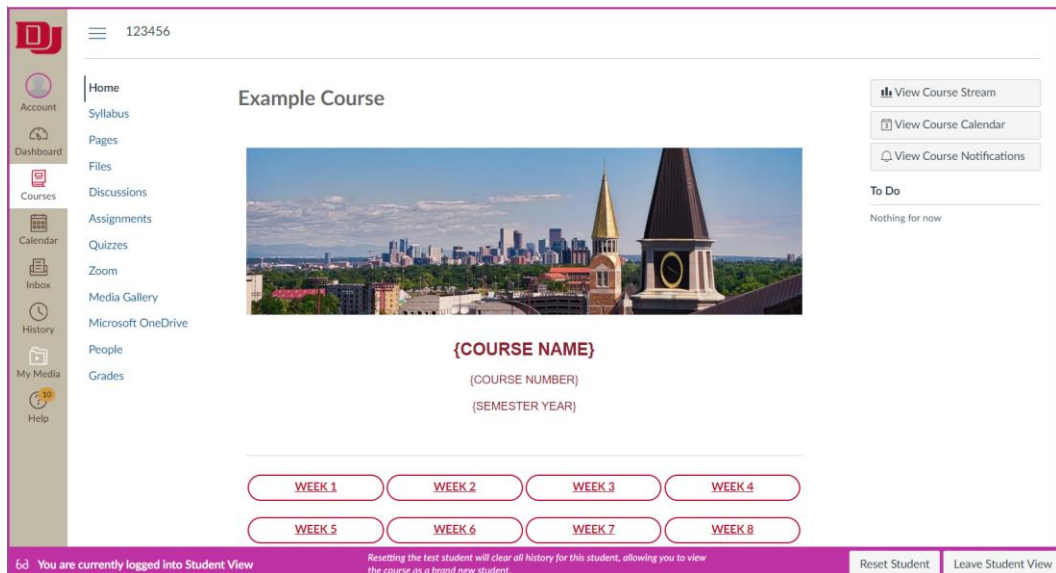 DU
123456
Account
Dashboard
Courses
Calendar
Inbox
History
My Media
10
Help
Home
Syllabus
Pages
Files
Discussions
Assignments
Quizzes
Zoom
Media Gallery
Microsoft OneDrive
People
Grades
Example Course
{COURSE NAME}
{COURSE NUMBER}
{SEMESTER YEAR}
WEEK 1 WEEK 2 WEEK 3 WEEK 4
WEEK 5 WEEK 6 WEEK 7 WEEK 8
View Course Stream
View Course Calendar
View Course Notifications
To Do
Nothing for now
You are currently logged into Student View
Resetting the test student will clear all history for this student, allowing you to view
the course as a brand new student.
Reset Student Leave Student View